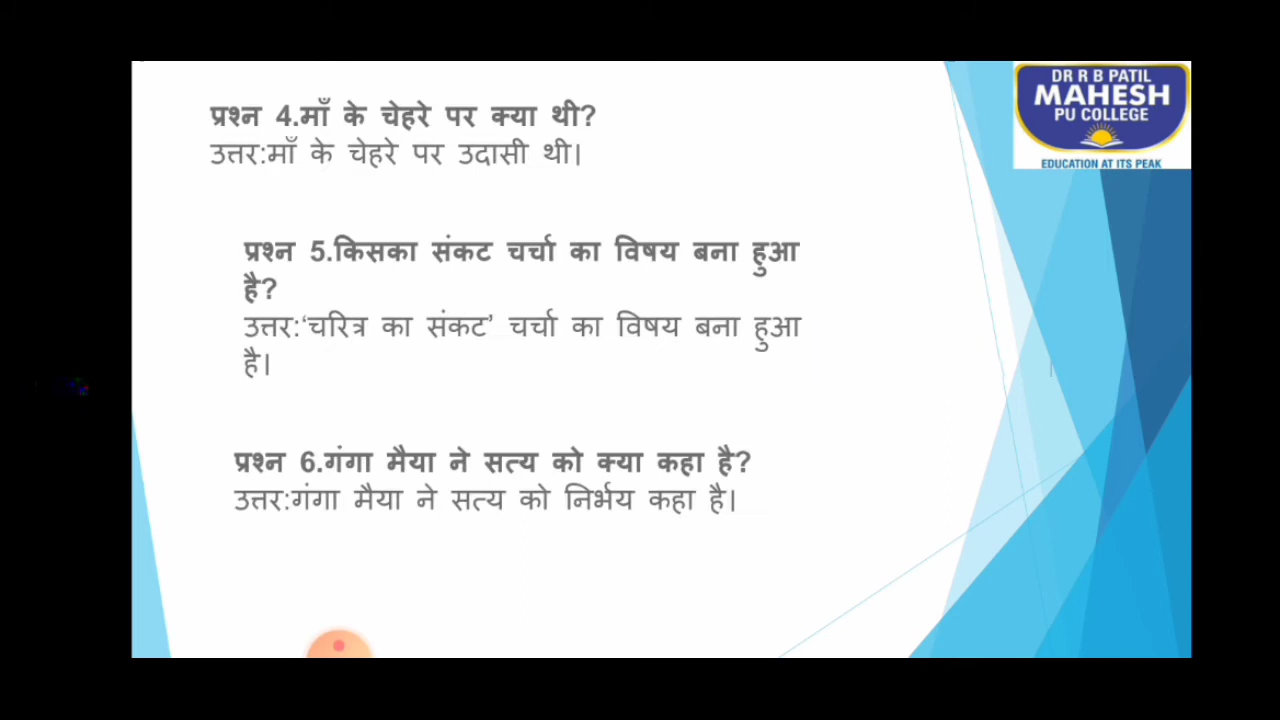 DR R B PATIL
MAHESH
PU COLLEGE
EDUCATION AT ITS PEAK
प्रश्न 4.माँ के चेहरे पर क्या थी?
उत्तर:माँ के चेहरे पर उदासी थी।
प्रश्न 5.किसका संकट चर्चा का विषय बना हुआ
है?
उत्तर:‘चरित्र का संकट’ चर्चा का विषय बना हुआ
है।
प्रश्न 6.गंगा मैया ने सत्य को क्या कहा है?
उत्तर:गंगा मैया ने सत्य को निर्भय कहा है।